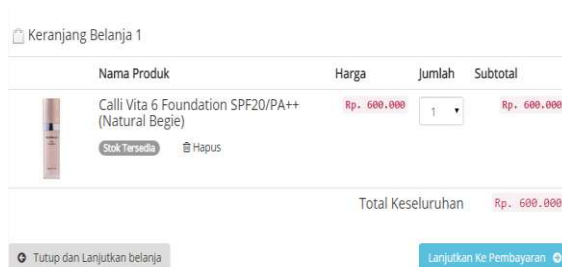 Keranjang Belanja 1
Nama Produk Harga Jumlah Subtotal
Calli Vita 6 Foundation SPF20/PA++ Rp. 600.000 1 Rp. 600.000
(Natural Begie)
Stok Tersedia Hapus
Total Keseluruhan Rp. 600.000
Tutup dan Lanjutkan belanja Lanjutkan Ke Pembayaran